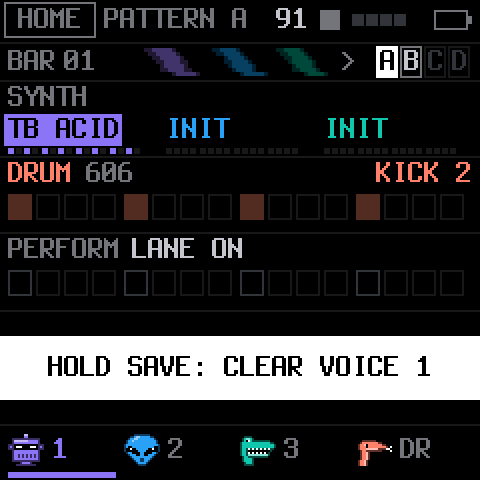 HOME PATTERN A 91
BAR 01 > A B C D
SYNTH
TB ACID INIT INIT
DRUM 606 KICK 2
PERFORM LANE ON
HOLD SAVE: CLEAR VOICE 1
1 2 3 DR